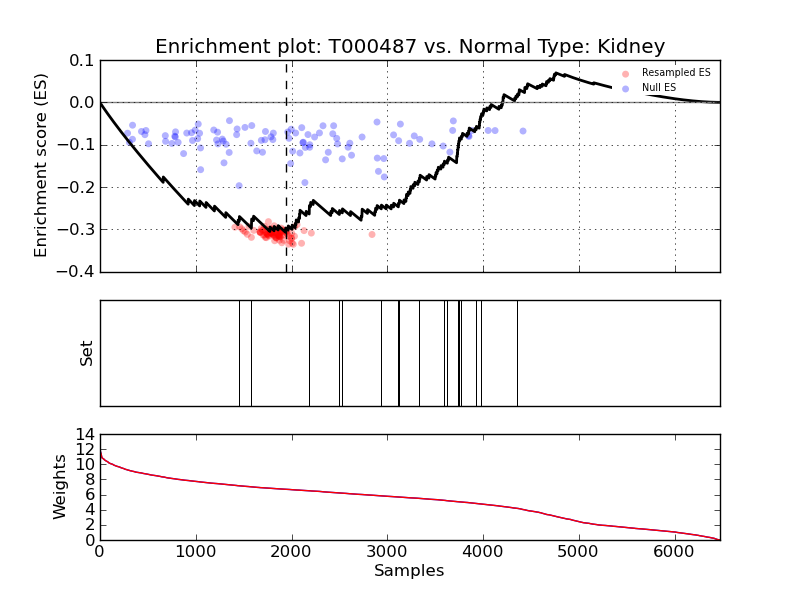 Enrichment plot: T000487 vs. Normal Type: Kidney
Enrichment score (ES)
0.1
0.0
−0.1
−0.2
−0.3
−0.4
Resampled ES
Null ES
Set
Weights
14
12
10
8
6
4
2
0
0 1000 2000 3000 4000 5000 6000
Samples